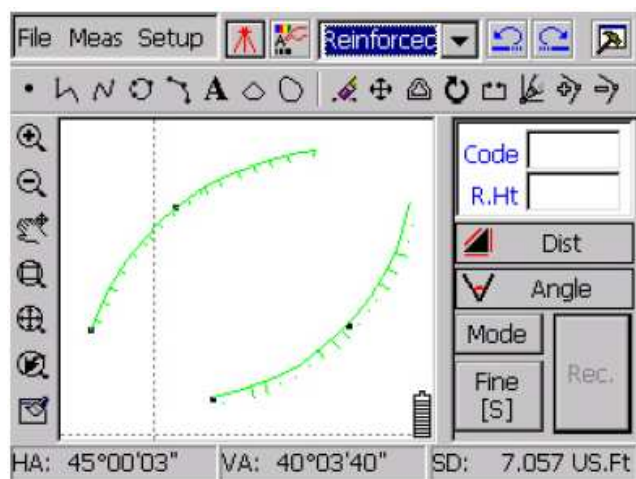 File Meas Setup Reinforced
A
Code
R.Ht
Dist
Angle
Mode
Fine
[S]
Rec.
HA: 45°00'03" VA: 40°03'40" SD: 7.057 US.Ft